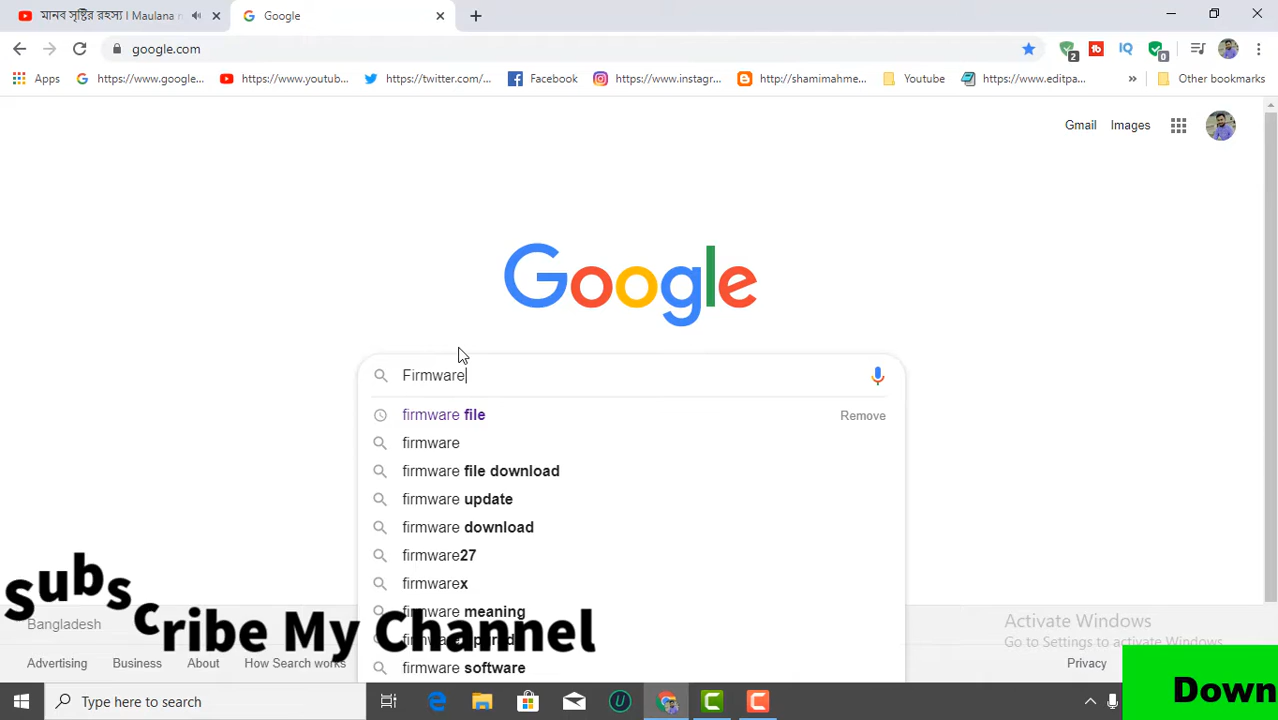 মানব সৃষ্টির রহস্য । Maulana
Google
google.com
2
0
Apps
https://www.google...
https://www.youtub...
https://twitter.com/...
Facebook
https://www.instagr...
http://shamimahme...
Youtube
https://www.editpa...
»
Other bookmarks
Gmail
Images
Google
Firmware
firmware file
Remove
firmware
firmware file download
firmware update
firmware download
firmware27
firmwarex
firmware meaning
firmware software
Subscribe My Channel
Bangladesh
Activate Windows
Go to Settings to activate Windows.
Advertising
Business
About
How Search works
Privacy
Down
Type here to search